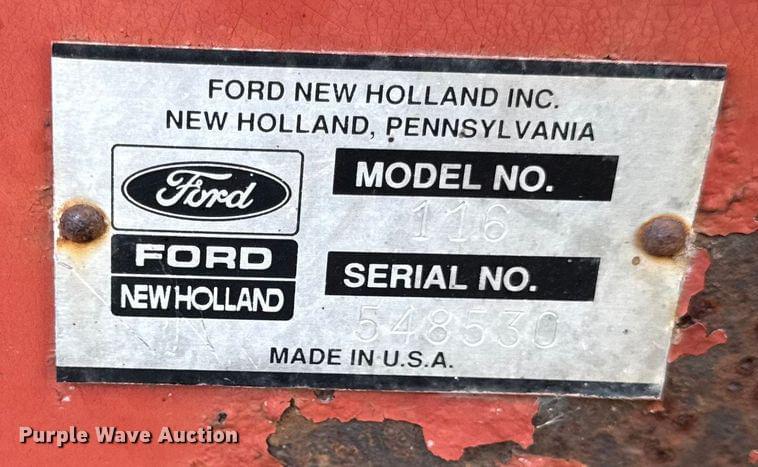 FORD NEW HOLLAND INC.
NEW HOLLAND, PENNSYLVANIA
Ford
FORD
NEW HOLLAND
MODEL NO.
116
SERIAL NO.
548530
MADE IN U.S.A.
Purple Wave Auction